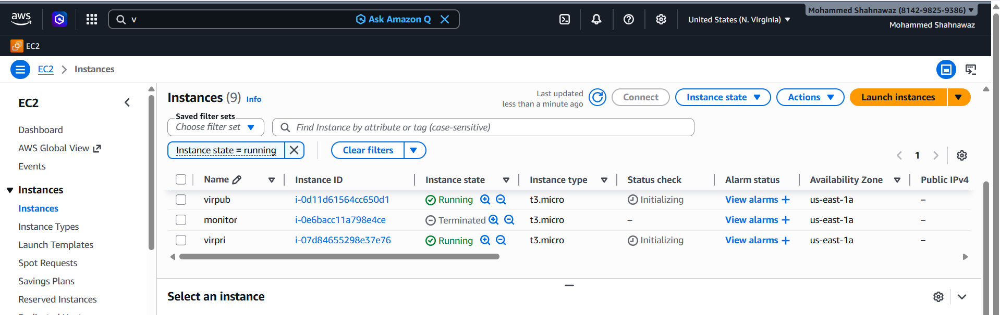 aws
v
Ask Amazon Q
United States (N. Virginia)
Mohammed Shahnawaz (8142-9825-9386)
Mohammed Shahnawaz
EC2
EC2
Instances
EC2
Dashboard
AWS Global View
Events
Instances
Instances
Instance Types
Launch Templates
Spot Requests
Savings Plans
Reserved Instances
Instances (9) Info
Last updated
less than a minute ago
Connect
Instance state
Actions
Launch instances
Saved filter sets
Choose filter set
Find Instance by attribute or tag (case-sensitive)
Instance state = running
Clear filters
1
Name Instance ID Instance state Instance type Status check Alarm status Availability Zone Public IPv4
virpub i-0d11d61564cc650d1 Running t3.micro Initializing View alarms + us-east-1a –
monitor i-0e6bacc11a798e4ce Terminated t3.micro – View alarms + us-east-1a –
virpri i-07d84655298e37e76 Running t3.micro Initializing View alarms + us-east-1a –
Select an instance